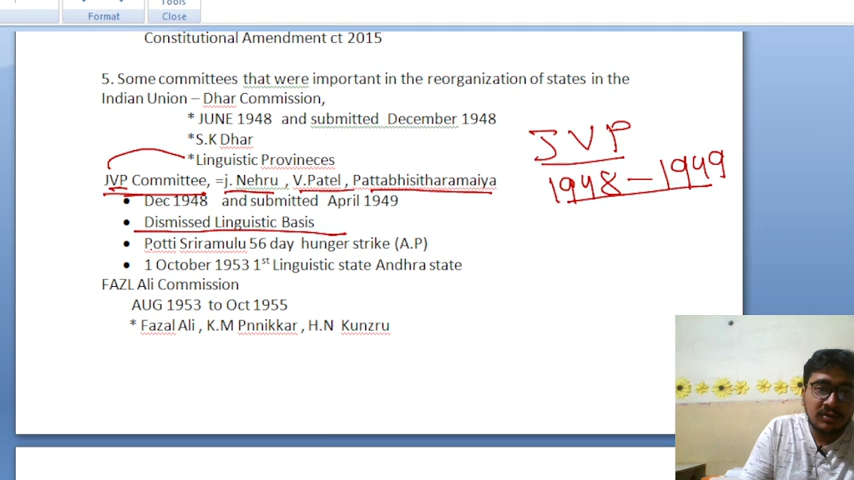 Tools
Format
Close
Constitutional Amendment ct 2015
5. Some committees that were important in the reorganization of states in the
Indian Union – Dhar Commission,
* JUNE 1948 and submitted December 1948
*S.K Dhar
*Linguistic Provineces
JVP Committee, =j. Nehru , V.Patel , Pattabhisitharamaiya
• Dec 1948 and submitted April 1949
• Dismissed Linguistic Basis
• Potti Sriramulu 56 day hunger strike (A.P)
• 1 October 1953 1st Linguistic state Andhra state
FAZL Ali Commission
AUG 1953 to Oct 1955
* Fazal Ali , K.M Pnnikkar , H.N Kunzru
JVP
1948 – 1949